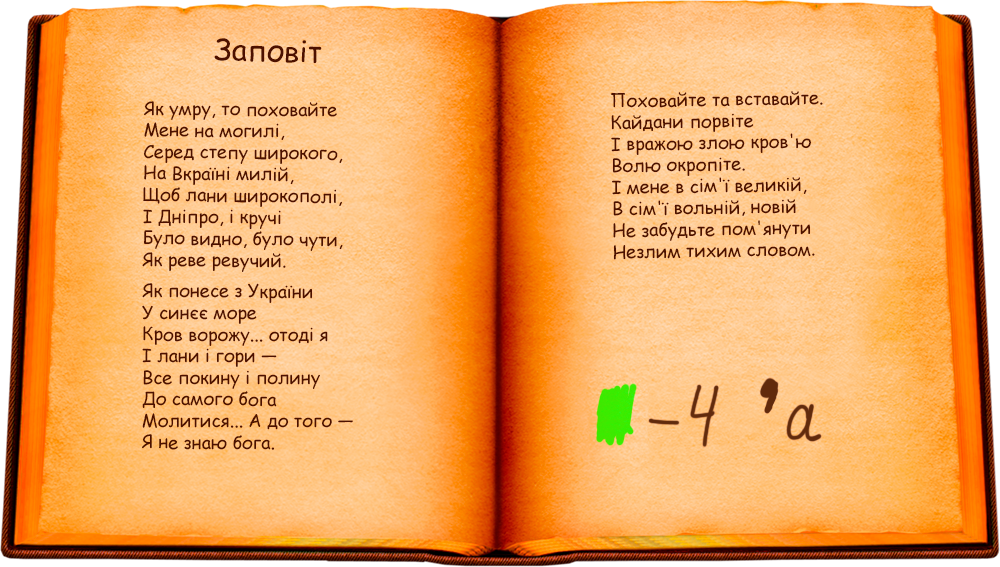 Заповіт
Як умру, то поховайте
Мене на могилі,
Серед степу широкого,
На Вкраїні милій,
Щоб лани широкополі,
І Дніпро, і кручі
Було видно, було чути,
Як реве ревучий.
Як понесе з України
У синєє море
Кров ворожу... отоді я
І лани і гори —
Все покину і полину
До самого бога
Молитися... А до того —
Я не знаю бога.
Поховайте та вставайте.
Кайдани порвіте
І вражою злою кров'ю
Волю окропіте.
І мене в сім'ї великій,
В сім'ї вольній, новій
Не забудьте пом'янути
Незлим тихим словом.
–4 'а